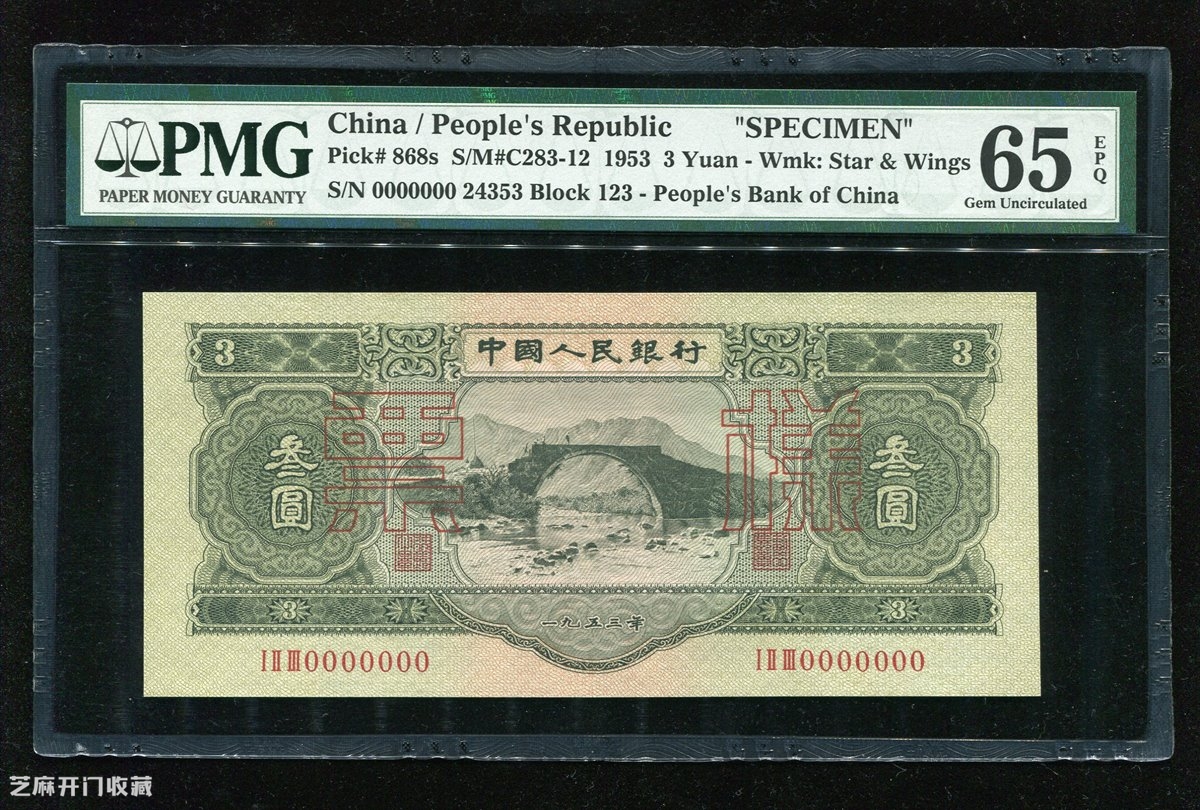 PMG
PAPER MONEY GUARANTY
China / People's Republic "SPECIMEN"
Pick# 868s S/M#C283-12 1953 3 Yuan - Wmk: Star & Wings
S/N 0000000 24353 Block 123 - People's Bank of China
65
EPQ
Gem Uncirculated
3 中國人民銀行 3
票 樣
叁圓 叁圓
3 一九五三年 3
I II III 0000000 I II III 0000000
芝麻开门收藏